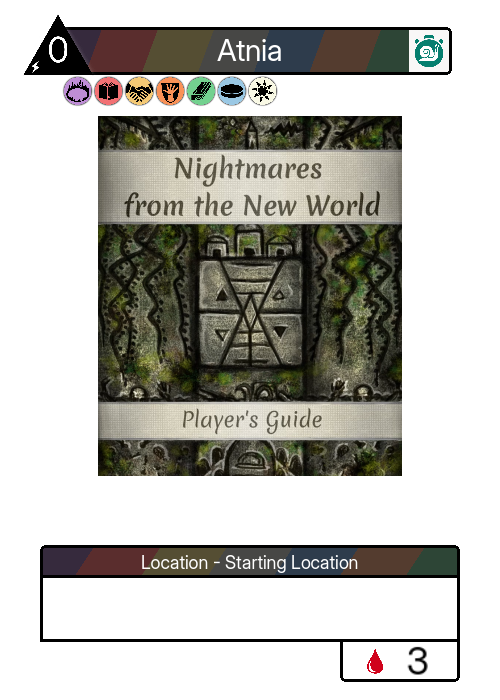 0
Atnia
Nightmares
from the New World
Player's Guide
Location - Starting Location
3